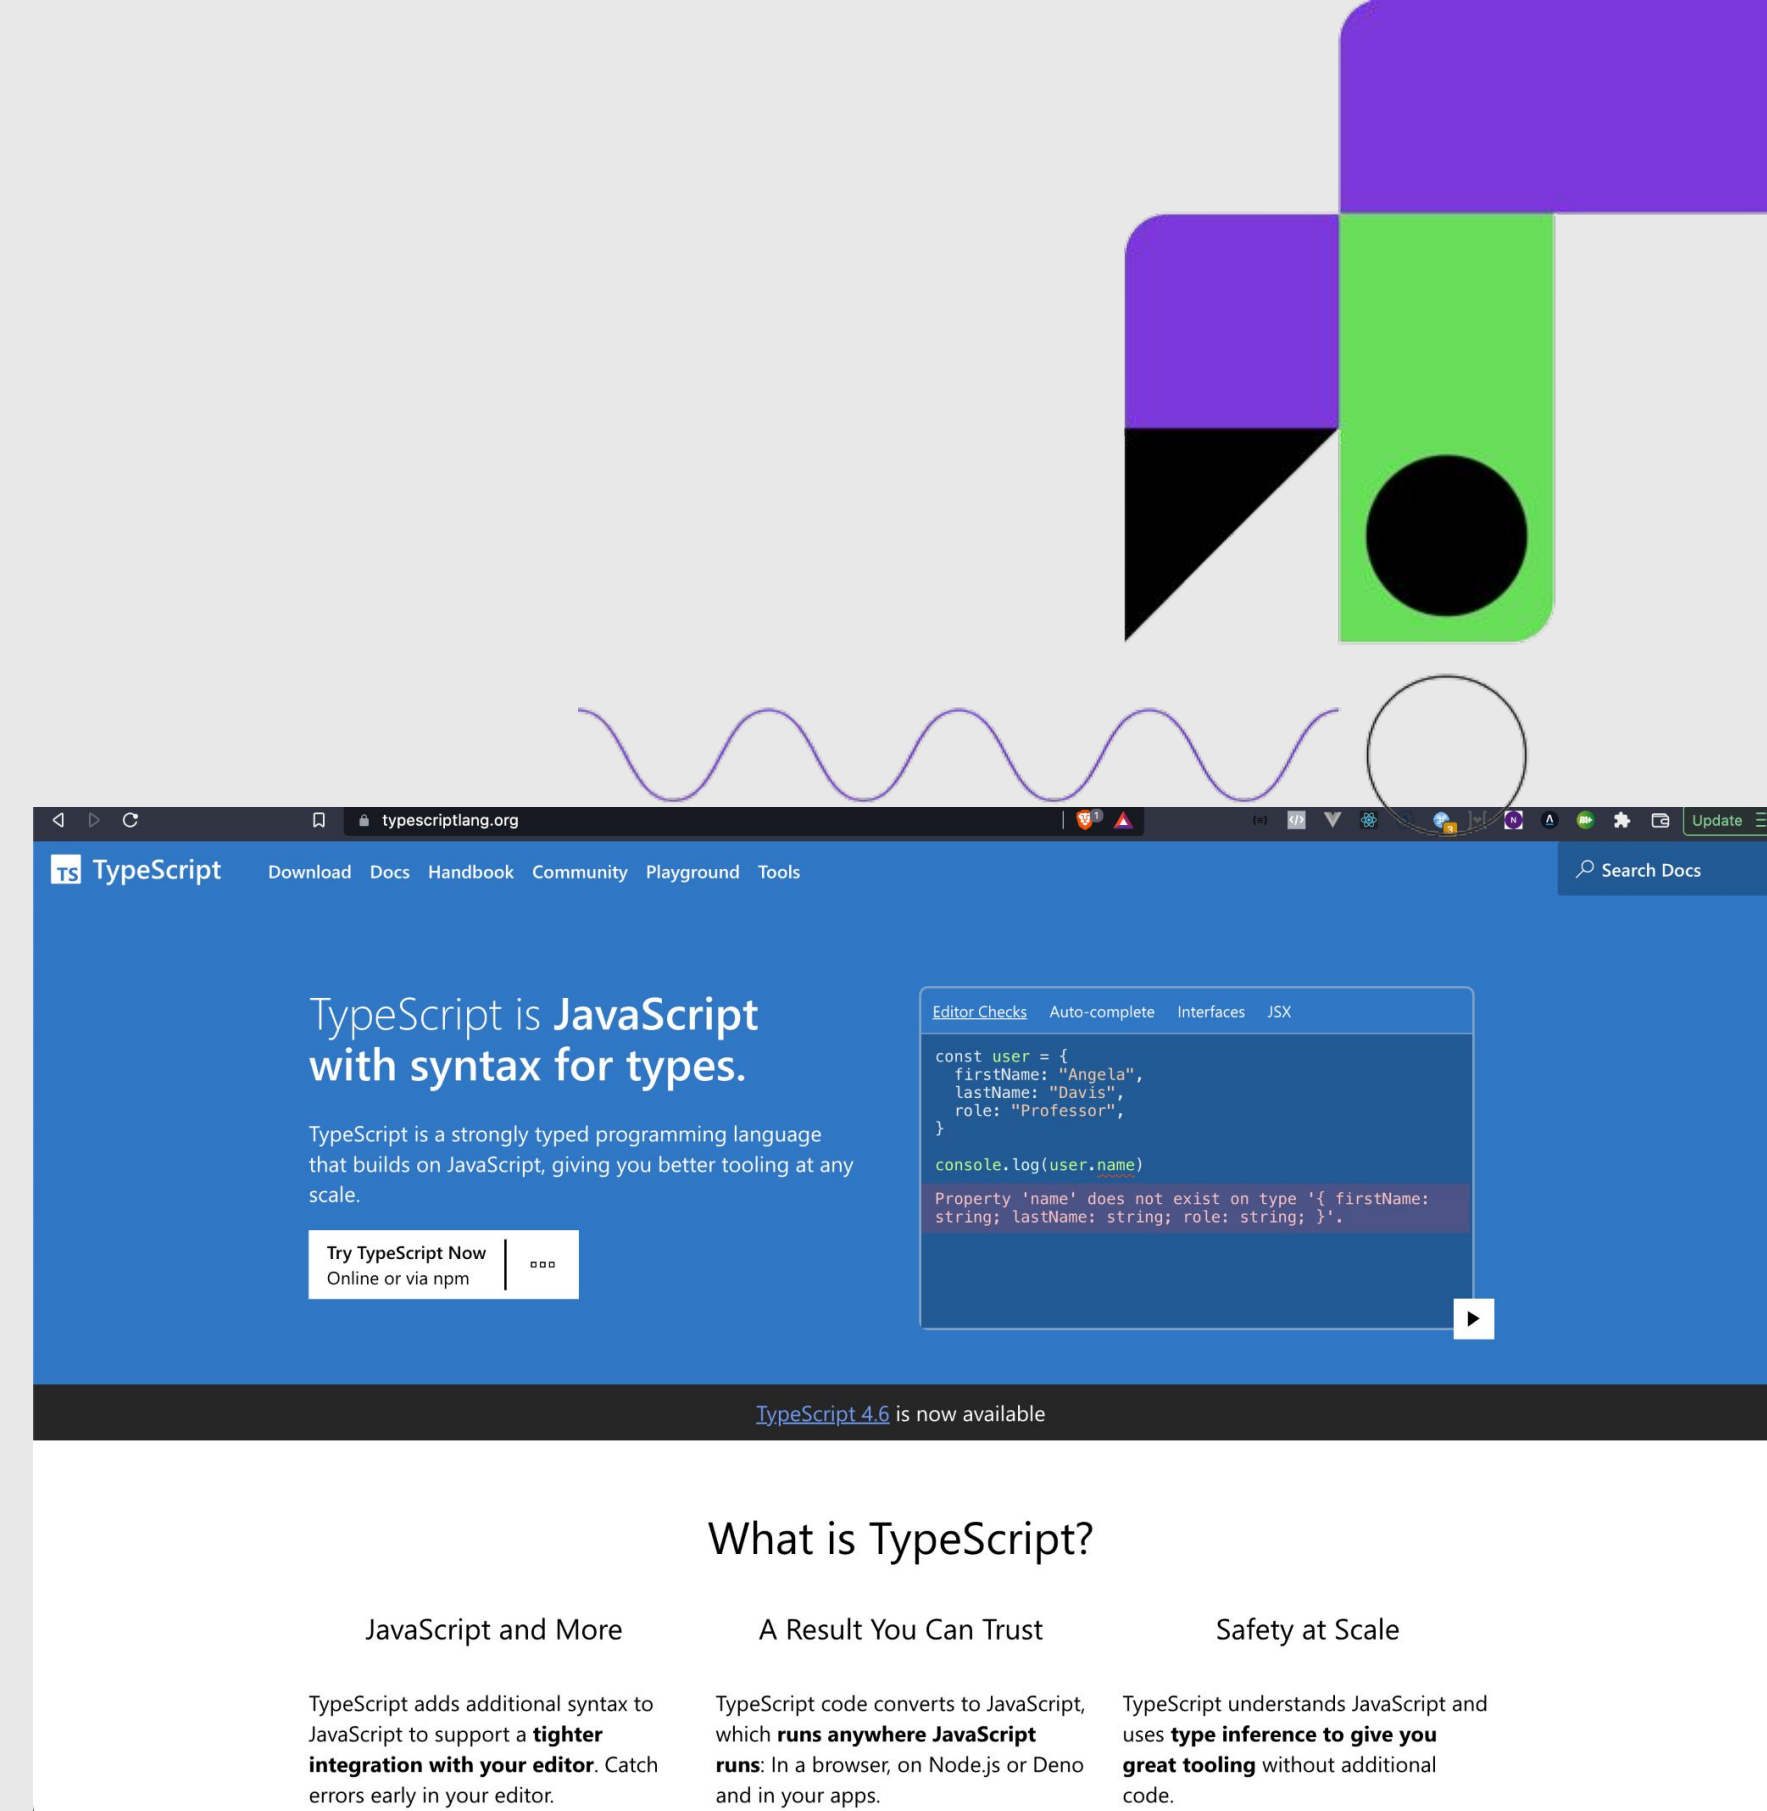 typescriptlang.org
1
</>
N
3
Update
TS TypeScript
Download Docs Handbook Community Playground Tools
Search Docs
TypeScript is JavaScript
with syntax for types.
TypeScript is a strongly typed programming language
that builds on JavaScript, giving you better tooling at any
scale.
Try TypeScript Now
Online or via npm
Editor Checks Auto-complete Interfaces JSX
const user = {
firstName: "Angela",
lastName: "Davis",
role: "Professor",
}
console.log(user.name)
Property 'name' does not exist on type '{ firstName:
string; lastName: string; role: string; }'.
TypeScript 4.6 is now available
What is TypeScript?
JavaScript and More
TypeScript adds additional syntax to
JavaScript to support a tighter
integration with your editor. Catch
errors early in your editor.
A Result You Can Trust
TypeScript code converts to JavaScript,
which runs anywhere JavaScript
runs: In a browser, on Node.js or Deno
and in your apps.
Safety at Scale
TypeScript understands JavaScript and
uses type inference to give you
great tooling without additional
code.